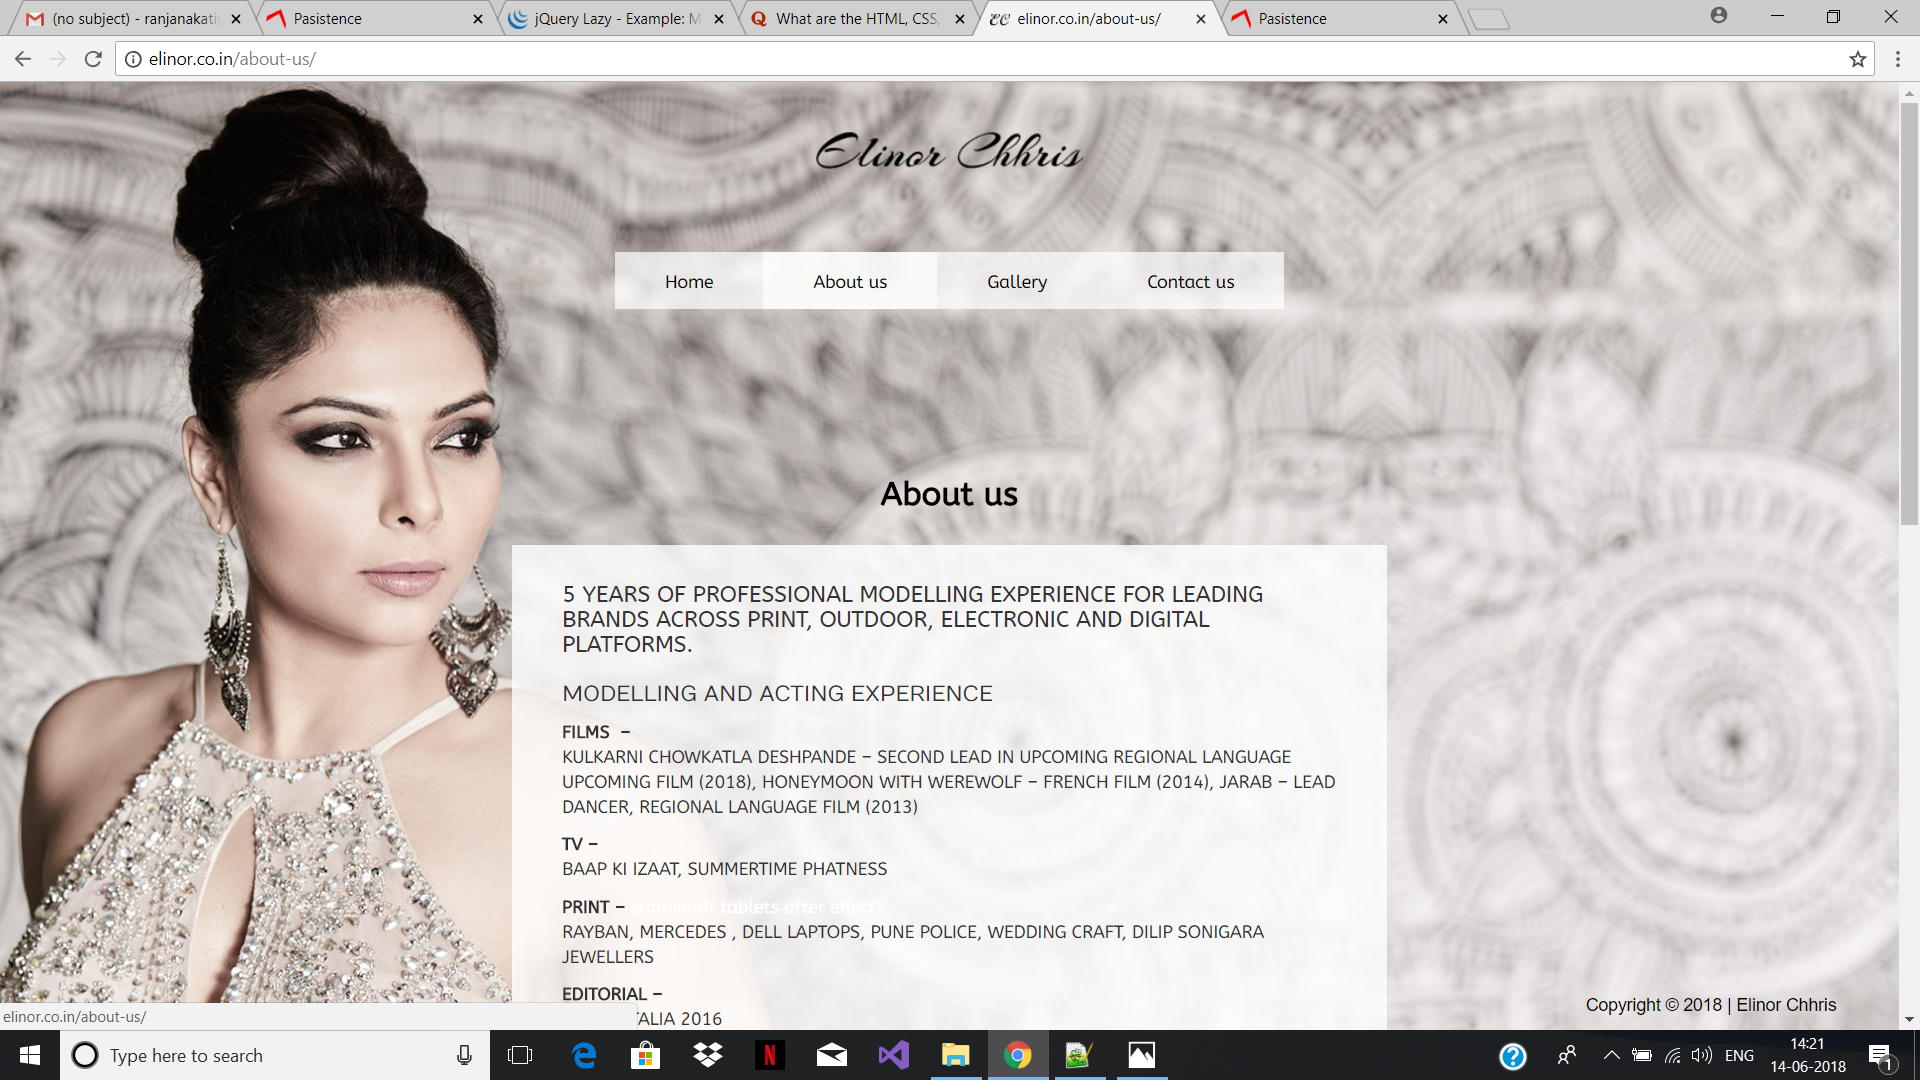 (no subject) - ranjanakati
Pasistence
jQuery Lazy - Example: M
What are the HTML, CSS,
elinor.co.in/about-us/
Pasistence
elinor.co.in/about-us/
Elinor Chhris
Home
About us
Gallery
Contact us
About us
5 YEARS OF PROFESSIONAL MODELLING EXPERIENCE FOR LEADING
BRANDS ACROSS PRINT, OUTDOOR, ELECTRONIC AND DIGITAL
PLATFORMS.
MODELLING AND ACTING EXPERIENCE
FILMS –
KULKARNI CHOWKATLA DESHPANDE – SECOND LEAD IN UPCOMING REGIONAL LANGUAGE
UPCOMING FILM (2018), HONEYMOON WITH WEREWOLF – FRENCH FILM (2014), JARAB – LEAD
DANCER, REGIONAL LANGUAGE FILM (2013)
TV –
BAAP KI IZAAT, SUMMERTIME PHATNESS
PRINT – staminafit tablets after effects
RAYBAN, MERCEDES , DELL LAPTOPS, PUNE POLICE, WEDDING CRAFT, DILIP SONIGARA
JEWELLERS
EDITORIAL –
TALIA 2016
Copyright © 2018 | Elinor Chhris
elinor.co.in/about-us/
Type here to search
ENG
14:21
14-06-2018
1